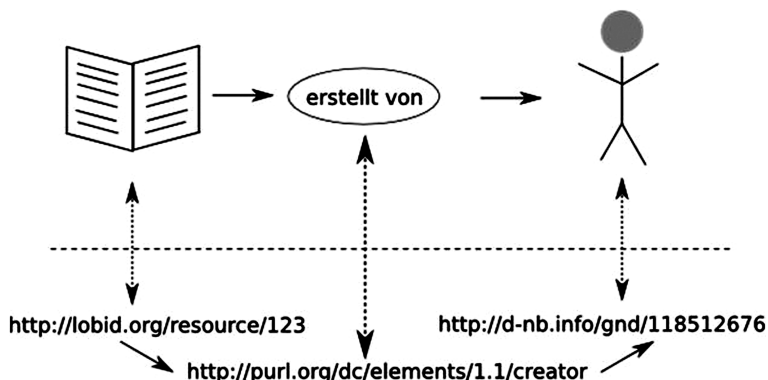 erstellt von
http://lobid.org/resource/123
http://d-nb.info/gnd/118512676
http://purl.org/dc/elements/1.1/creator